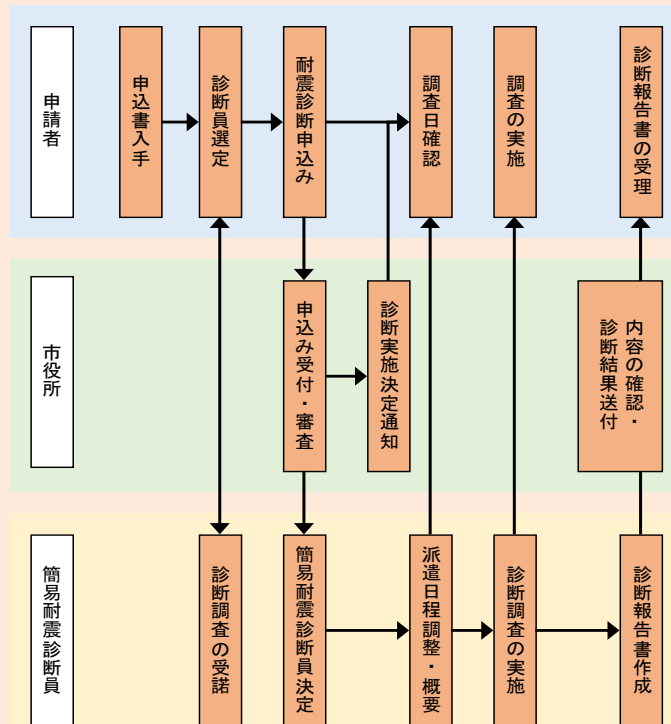 申請者
申込書入手
診断員選定
耐震診断申込み
調査日確認
調査の実施
診断報告書の受理
市役所
申込み受付・審査
診断実施決定通知
内容の確認・
診断結果送付
簡易耐震診断員
診断調査の受諾
簡易耐震診断員決定
派遣日程調整・概要
診断調査の実施
診断報告書作成